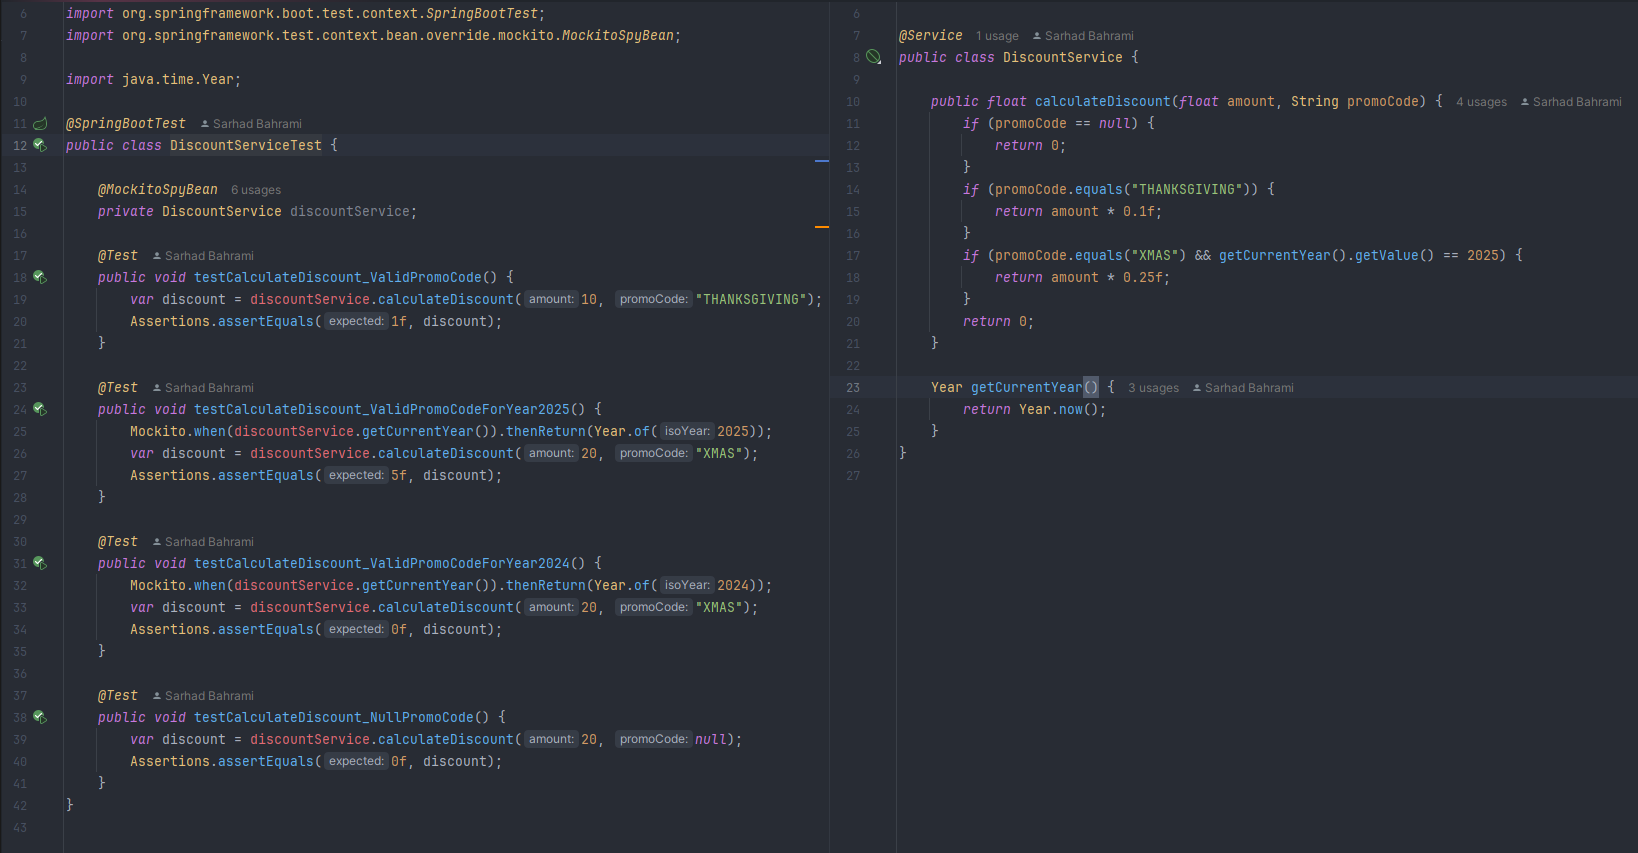 6 import org.springframework.boot.test.context.SpringBootTest;
7 import org.springframework.test.context.bean.override.mockito.MockitoSpyBean;
8
9 import java.time.Year;
10
11 @SpringBootTest Sarhad Bahrami
12 public class DiscountServiceTest {
13
14 @MockitoSpyBean 6 usages
15 private DiscountService discountService;
16
17 @Test Sarhad Bahrami
18 public void testCalculateDiscount_ValidPromoCode() {
19 var discount = discountService.calculateDiscount( amount: 10, promoCode: "THANKSGIVING");
20 Assertions.assertEquals( expected: 1f, discount);
21 }
22
23 @Test Sarhad Bahrami
24 public void testCalculateDiscount_ValidPromoCodeForYear2025() {
25 Mockito.when(discountService.getCurrentYear()).thenReturn(Year.of( isoYear: 2025));
26 var discount = discountService.calculateDiscount( amount: 20, promoCode: "XMAS");
27 Assertions.assertEquals( expected: 5f, discount);
28 }
29
30 @Test Sarhad Bahrami
31 public void testCalculateDiscount_ValidPromoCodeForYear2024() {
32 Mockito.when(discountService.getCurrentYear()).thenReturn(Year.of( isoYear: 2024));
33 var discount = discountService.calculateDiscount( amount: 20, promoCode: "XMAS");
34 Assertions.assertEquals( expected: 0f, discount);
35 }
36
37 @Test Sarhad Bahrami
38 public void testCalculateDiscount_NullPromoCode() {
39 var discount = discountService.calculateDiscount( amount: 20, promoCode: null);
40 Assertions.assertEquals( expected: 0f, discount);
41 }
42 }
43
6
7 @Service 1 usage Sarhad Bahrami
8 public class DiscountService {
9
10 public float calculateDiscount(float amount, String promoCode) { 4 usages Sarhad Bahrami
11 if (promoCode == null) {
12 return 0;
13 }
14 if (promoCode.equals("THANKSGIVING")) {
15 return amount * 0.1f;
16 }
17 if (promoCode.equals("XMAS") && getCurrentYear().getValue() == 2025) {
18 return amount * 0.25f;
19 }
20 return 0;
21 }
22
23 Year getCurrentYear() { 3 usages Sarhad Bahrami
24 return Year.now();
25 }
26 }
27